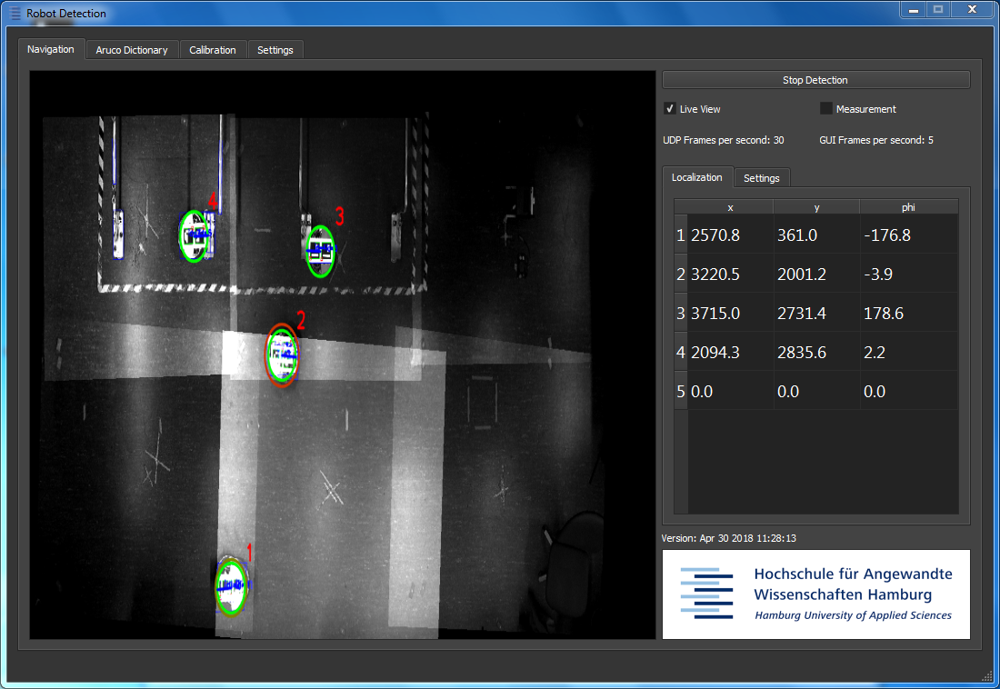 Robot Detection
Navigation Aruco Dictionary Calibration Settings
Stop Detection
Live View Measurement
UDP Frames per second: 30 GUI Frames per second: 5
Localization Settings
x y phi
1 2570.8 361.0 -176.8
2 3220.5 2001.2 -3.9
3 3715.0 2731.4 178.6
4 2094.3 2835.6 2.2
5 0.0 0.0 0.0
4
3
2
1
Version: Apr 30 2018 11:28:13
Hochschule für Angewandte
Wissenschaften Hamburg
Hamburg University of Applied Sciences